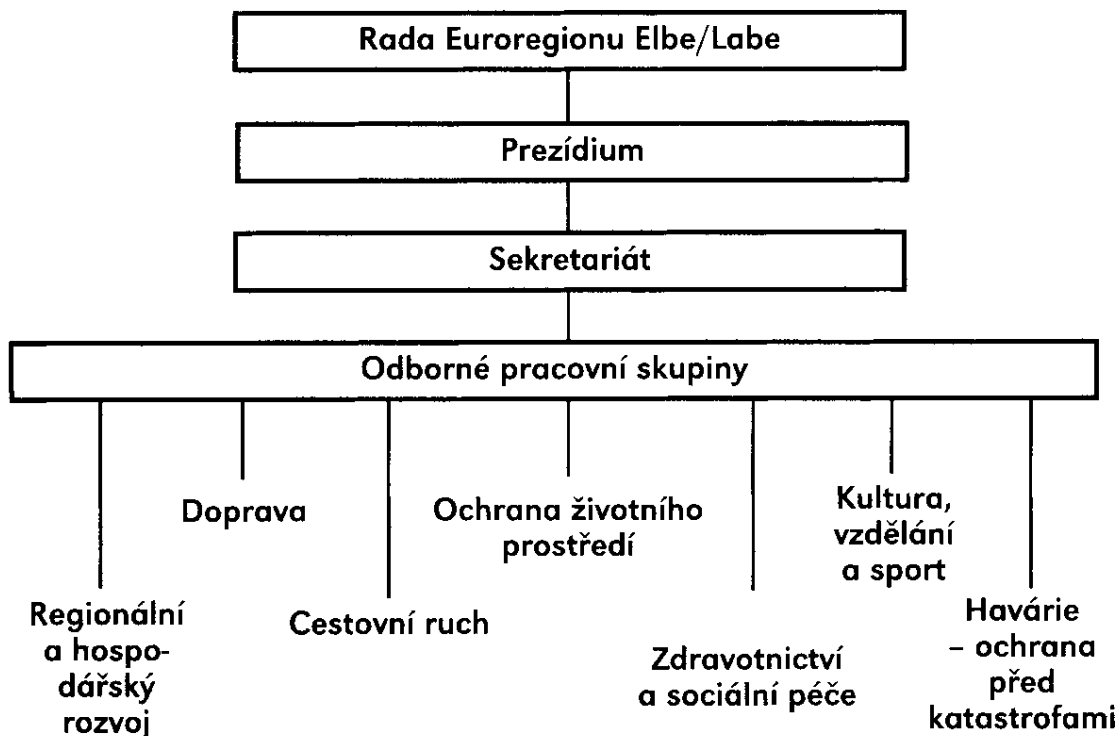 Rada Euroregionu Elbe/Labe
Prezídium
Sekretariát
Odborné pracovní skupiny
Regionální
a hospo-
dářský
rozvoj
Doprava
Cestovní ruch
Ochrana životního
prostředí
Zdravotnictví
a sociální péče
Kultura,
vzdělání
a sport
Havárie
– ochrana
před
katastrofami